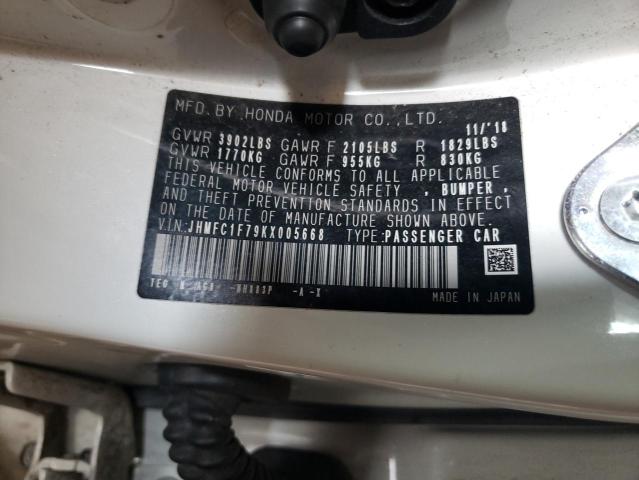 MFD. BY HONDA MOTOR CO., LTD. 11/'18
GVWR 3902LBS GAWR F 2105LBS R 1829LBS
GVWR 1770KG GAWR F 955KG R 830KG
THIS VEHICLE CONFORMS TO ALL APPLICABLE
FEDERAL MOTOR VEHICLE SAFETY , BUMPER ,
AND THEFT PREVENTION STANDARDS IN EFFECT
ON THE DATE OF MANUFACTURE SHOWN ABOVE.
VIN: JHMFC1F79KX005668 TYPE: PASSENGER CAR
TEG -NH883P -A -X
MADE IN JAPAN